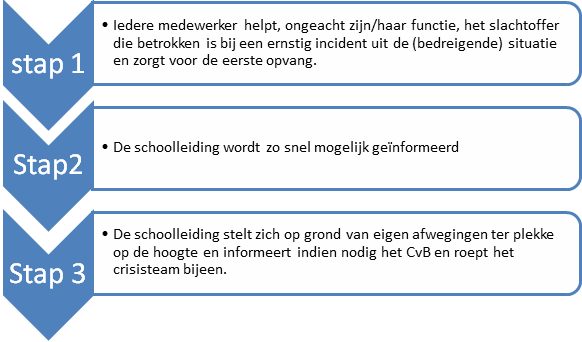 stap 1
• Iedere medewerker helpt, ongeacht zijn/haar functie, het slachtoffer
die betrokken is bij een ernstig incident uit de (bedreigende) situatie
en zorgt voor de eerste opvang.
Stap2
• De schoolleiding wordt zo snel mogelijk geïnformeerd
Stap 3
• De schoolleiding stelt zich op grond van eigen afwegingen ter plekke
op de hoogte en informeert indien nodig het CvB en roept het
crisisteam bijeen.